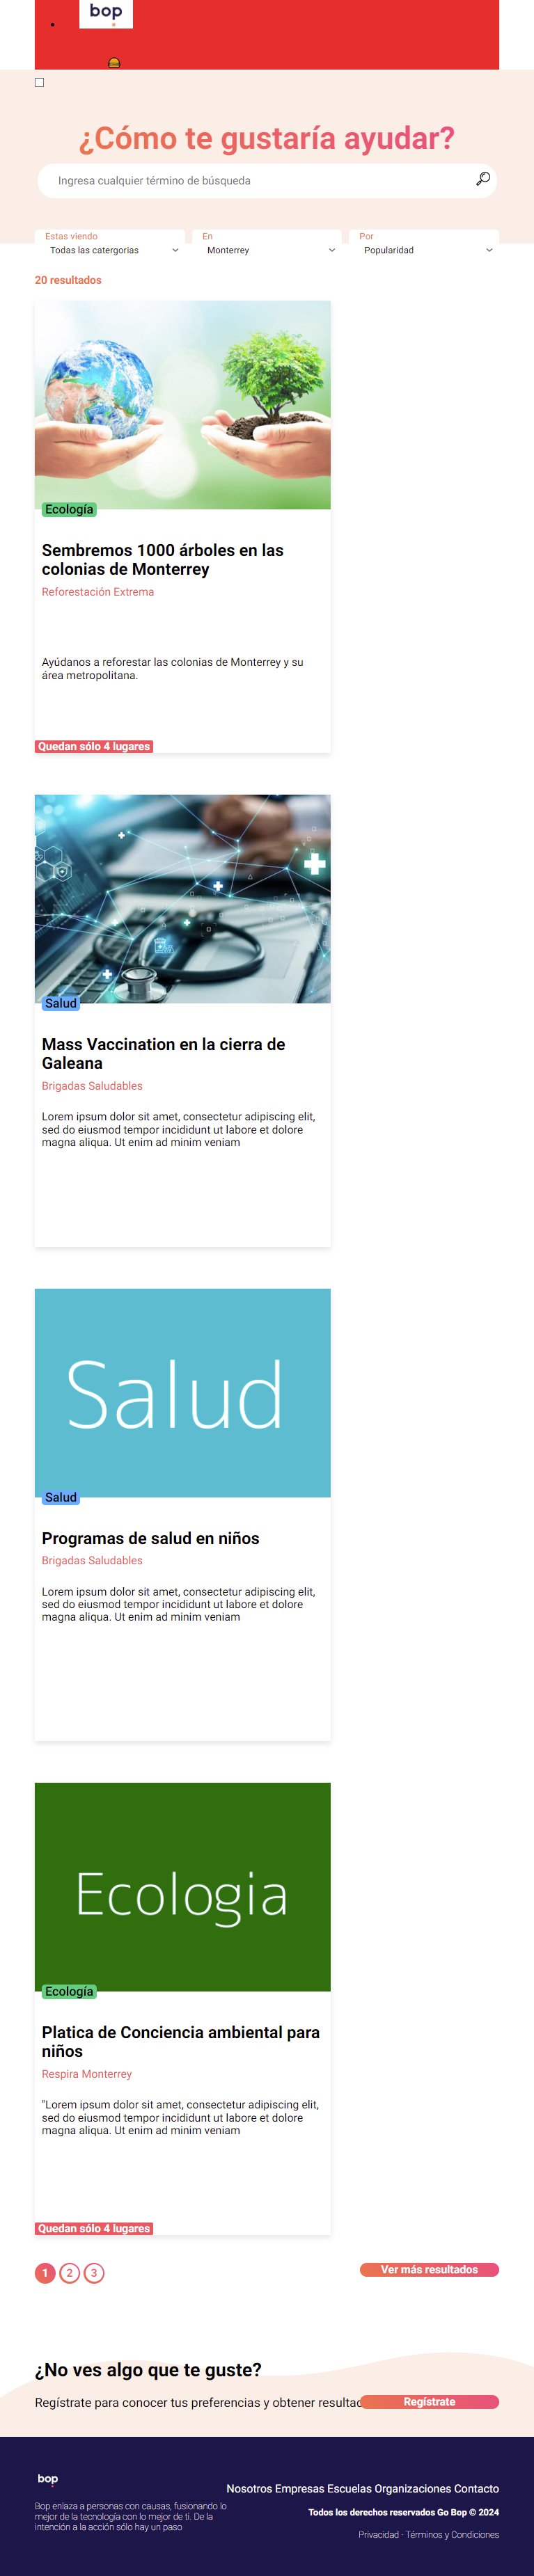 bop
¿Cómo te gustaría ayudar?
Ingresa cualquier término de búsqueda
Estas viendo
Todas las catergorias
En
Monterrey
Por
Popularidad
20 resultados
Ecología
Sembremos 1000 árboles en las
colonias de Monterrey
Reforestación Extrema
Ayúdanos a reforestar las colonias de Monterrey y su
área metropolitana.
Quedan sólo 4 lugares
Salud
Mass Vaccination en la cierra de
Galeana
Brigadas Saludables
Lorem ipsum dolor sit amet, consectetur adipiscing elit,
sed do eiusmod tempor incididunt ut labore et dolore
magna aliqua. Ut enim ad minim veniam
Salud
Salud
Programas de salud en niños
Brigadas Saludables
Lorem ipsum dolor sit amet, consectetur adipiscing elit,
sed do eiusmod tempor incididunt ut labore et dolore
magna aliqua. Ut enim ad minim veniam
Ecologia
Ecología
Platica de Conciencia ambiental para
niños
Respira Monterrey
"Lorem ipsum dolor sit amet, consectetur adipiscing elit,
sed do eiusmod tempor incididunt ut labore et dolore
magna aliqua. Ut enim ad minim veniam
Quedan sólo 4 lugares
1 2 3
Ver más resultados
¿No ves algo que te guste?
Regístrate para conocer tus preferencias y obtener resultad
Regístrate
bop
Bop enlaza a personas con causas, fusionando lo
mejor de la tecnología con lo mejor de ti. De la
intención a la acción sólo hay un paso
Nosotros Empresas Escuelas Organizaciones Contacto
Todos los derechos reservados Go Bop © 2024
Privacidad · Términos y Condiciones